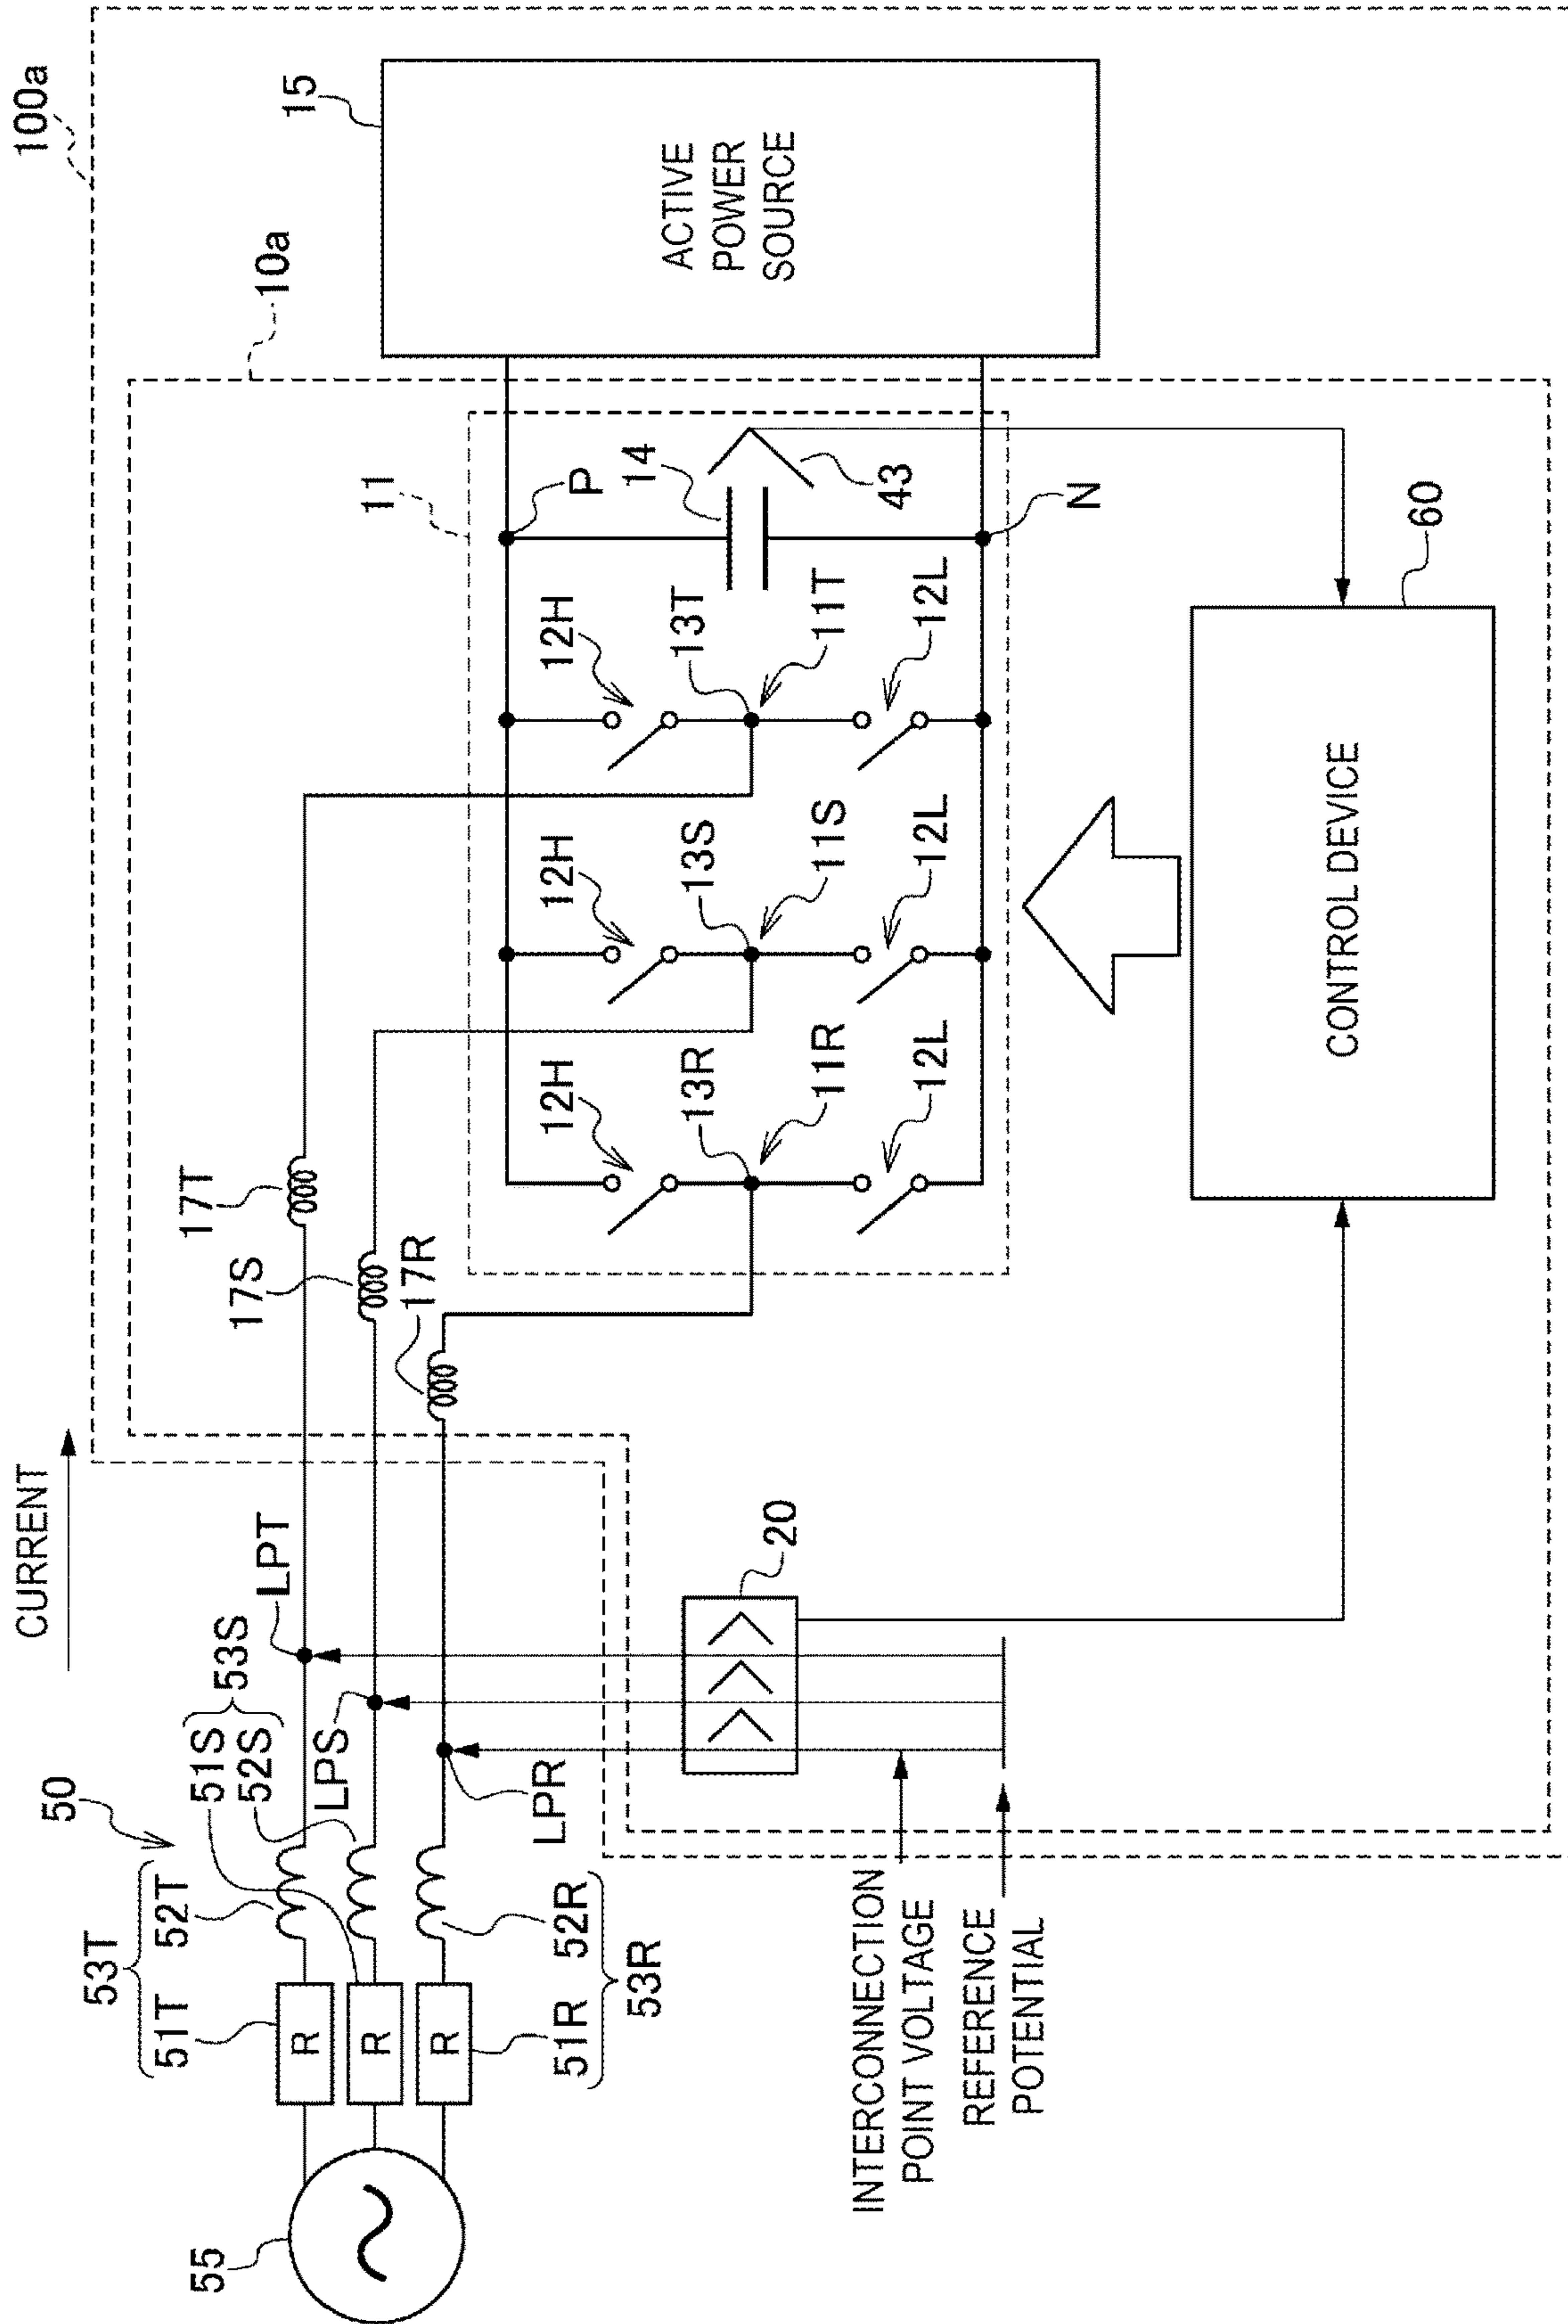 100a
CURRENT
10a
15
ACTIVE
POWER
SOURCE
50
53T
51T
52T
51S
52S
53S
LPT
LPS
LPR
17T
17S
17R
11
P
14
43
N
12H
12H
12H
13R
13S
13T
11R
11S
11T
12L
12L
12L
55
R
R
R
51R
52R
53R
20
INTERCONNECTION
POINT VOLTAGE
REFERENCE
POTENTIAL
60
CONTROL DEVICE